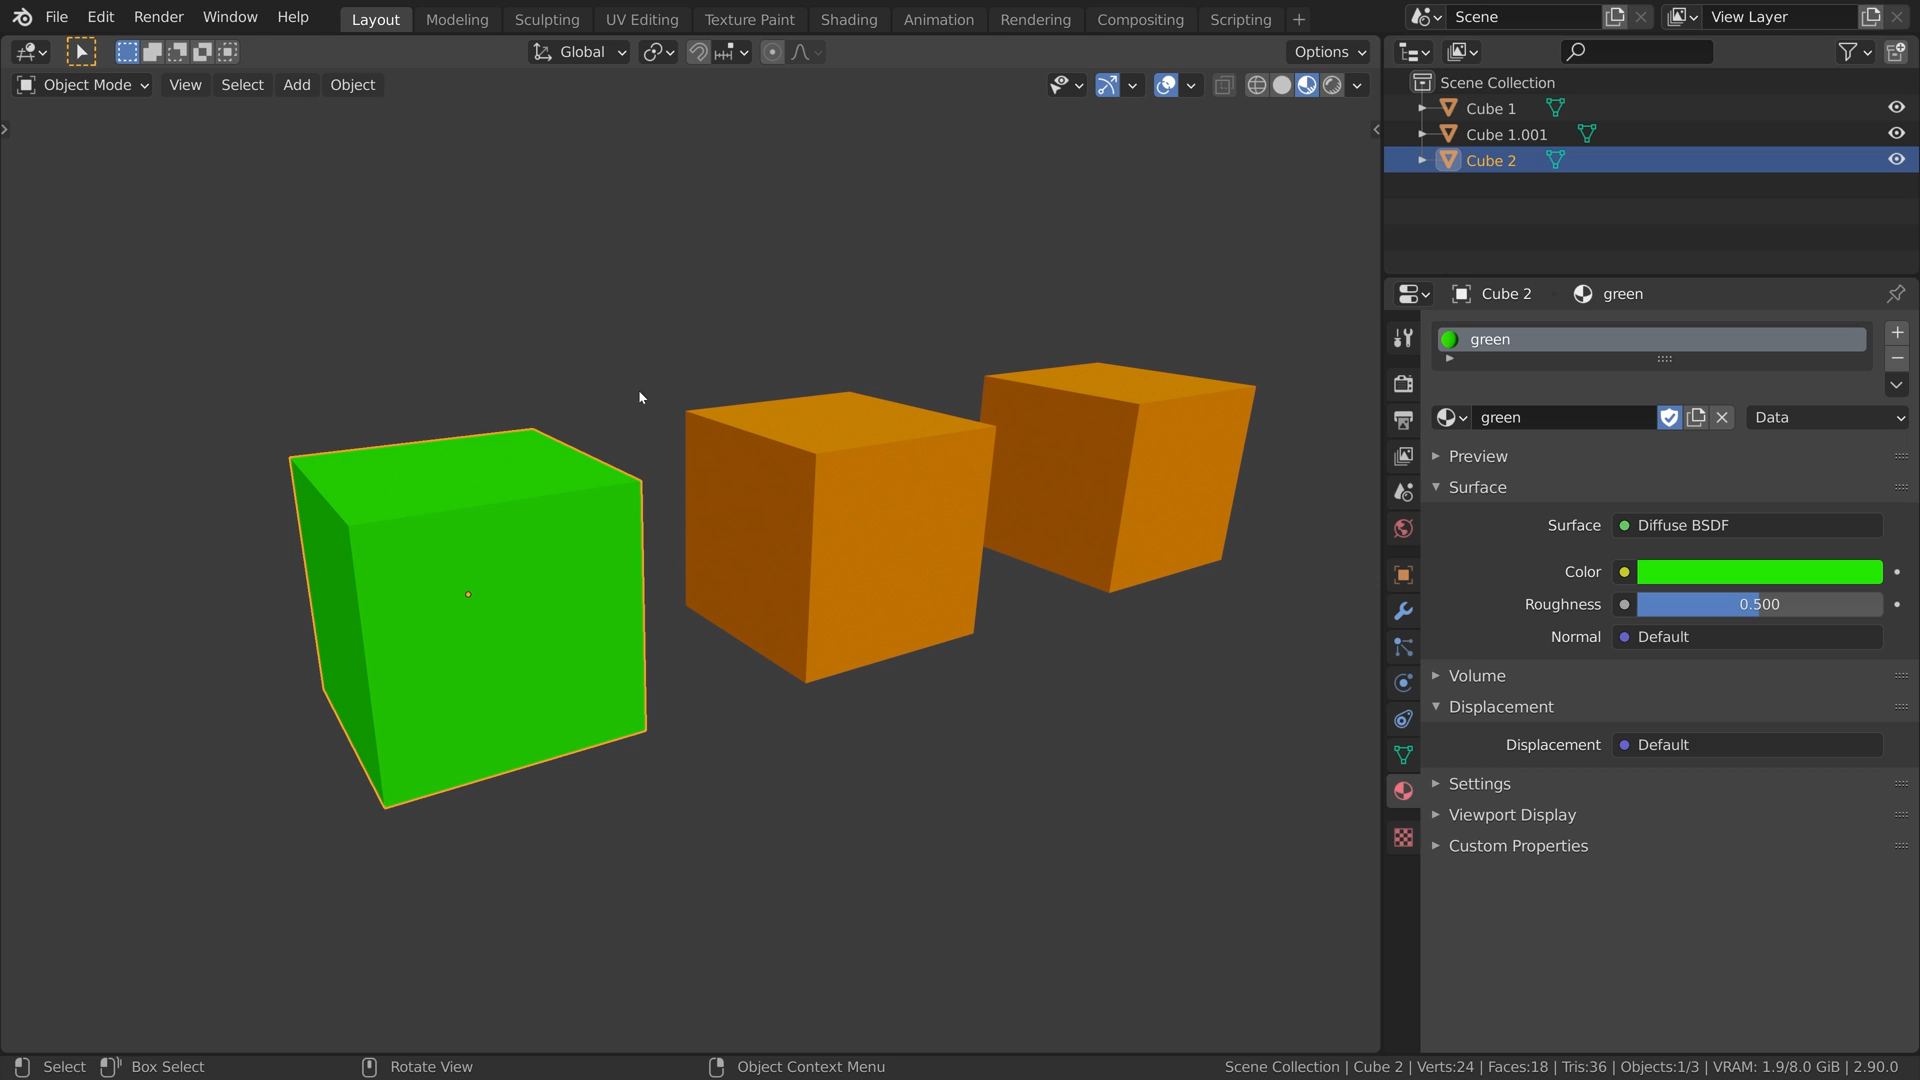 File Edit Render Window Help Layout Modeling Sculpting UV Editing Texture Paint Shading Animation Rendering Compositing Scripting + Scene View Layer
Global Options
Object Mode View Select Add Object
Scene Collection
Cube 1
Cube 1.001
Cube 2
Cube 2 green
green
green Data
Preview
Surface
Surface Diffuse BSDF
Color
Roughness 0.500
Normal Default
Volume
Displacement
Displacement Default
Settings
Viewport Display
Custom Properties
Select Box Select Rotate View Object Context Menu Scene Collection | Cube 2 | Verts:24 | Faces:18 | Tris:36 | Objects:1/3 | VRAM: 1.9/8.0 GiB | 2.90.0